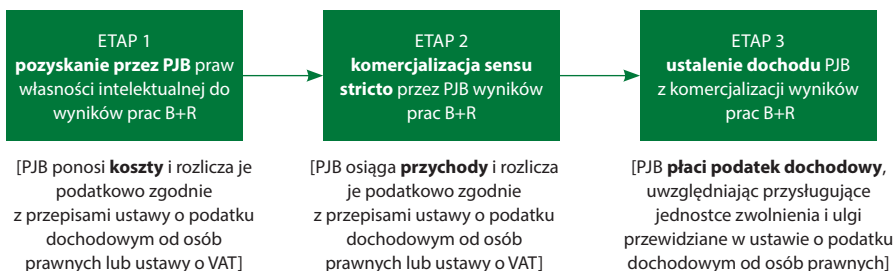 ETAP 1
pozyskanie przez PJB praw
własności intelektualnej do
wyników prac B+R
[PJB ponosi koszty i rozlicza je
podatkowo zgodnie
z przepisami ustawy o podatku
dochodowym od osób
prawnych lub ustawy o VAT]
ETAP 2
komercjalizacja sensu
stricto przez PJB wyników
prac B+R
[PJB osiąga przychody i rozlicza
je podatkowo zgodnie
z przepisami ustawy o podatku
dochodowym od osób
prawnych lub ustawy o VAT]
ETAP 3
ustalenie dochodu PJB
z komercjalizacji wyników
prac B+R
[PJB płaci podatek dochodowy,
uwzględniając przysługujące
jednostce zwolnienia i ulgi
przewidziane w ustawie o podatku
dochodowym od osób prawnych]